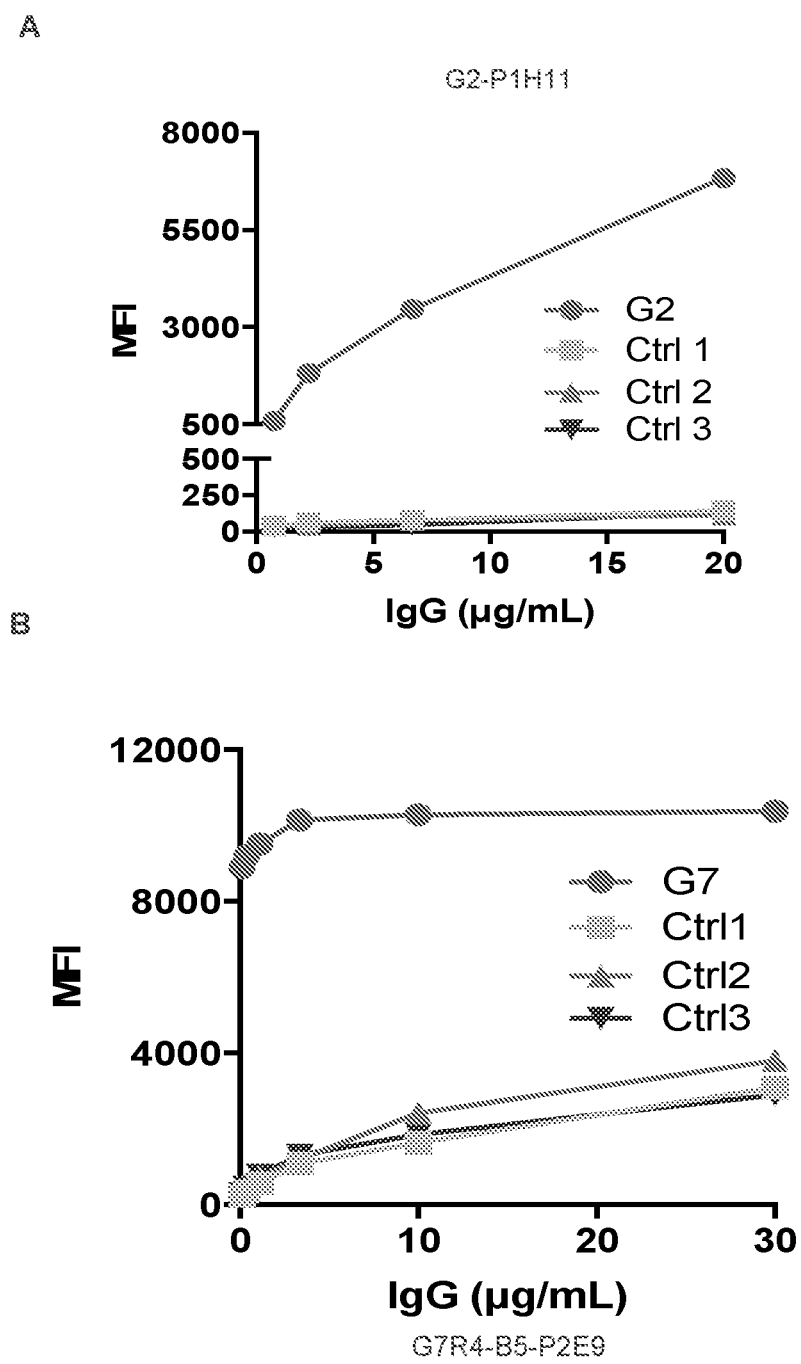 A
G2-P1H11
8000
5500
3000
500
500
250
0
MFI
G2
Ctrl 1
Ctrl 2
Ctrl 3
0 5 10 15 20
IgG (µg/mL)
B
12000
8000
4000
0
MFI
G7
Ctrl1
Ctrl2
Ctrl3
0 10 20 30
IgG (µg/mL)
G7R4-B5-P2E9